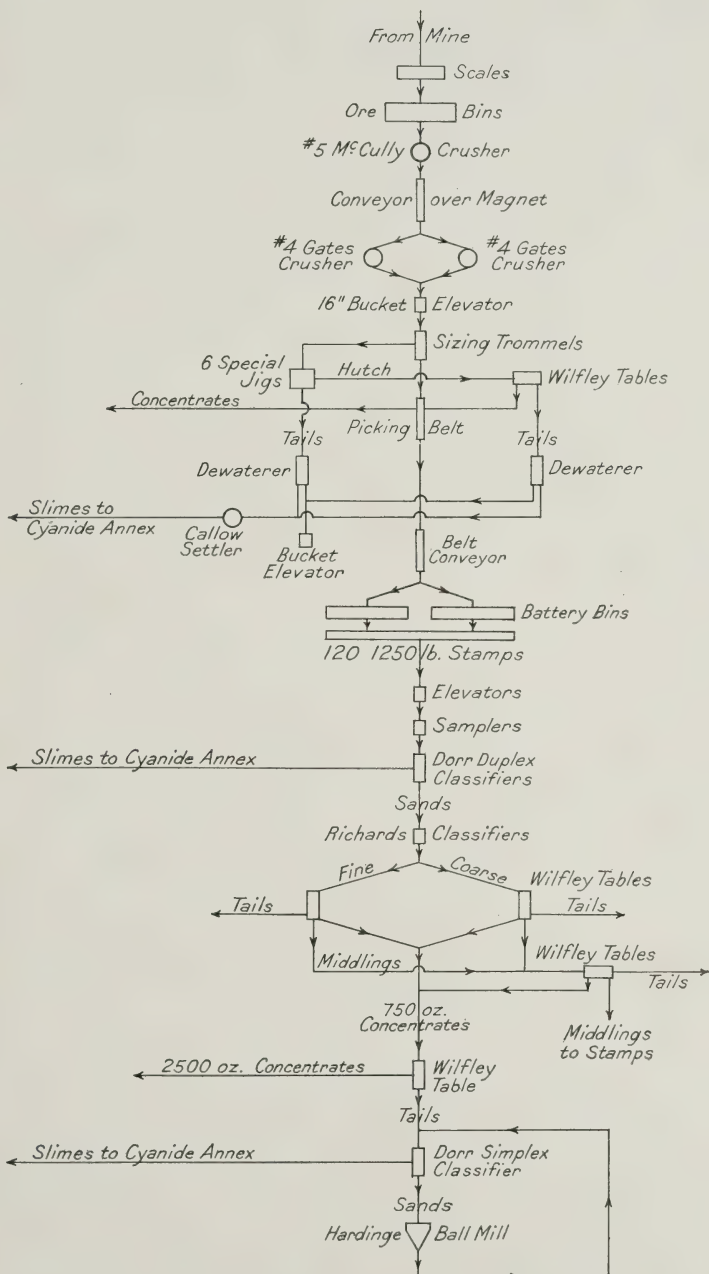 From Mine
Scales
Ore Bins
#5 McCully Crusher
Conveyor over Magnet
#4 Gates
Crusher
#4 Gates
Crusher
16" Bucket Elevator
Sizing Trommels
6 Special
Jigs
Hutch
Wilfley Tables
Concentrates
Picking Belt
Tails
Tails
Dewaterer
Dewaterer
Slimes to
Cyanide Annex
Callow
Settler
Bucket
Elevator
Belt
Conveyor
Battery Bins
120 1250 lb. Stamps
Elevators
Samplers
Slimes to Cyanide Annex
Dorr Duplex
Classifiers
Sands
Richards Classifiers
Fine
Coarse
Wilfley Tables
Tails
Tails
Middlings
Wilfley Tables
Tails
750 oz.
Concentrates
Middlings
to Stamps
2500 oz. Concentrates
Wilfley
Table
Tails
Slimes to Cyanide Annex
Dorr Simplex
Classifier
Sands
Hardinge Ball Mill